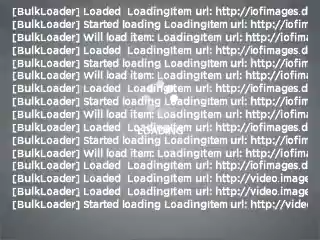 [BulkLoader] Loaded LoadingItem url: http://iofimages.d
[BulkLoader] Started loading LoadingItem url: http://iofim
[BulkLoader] Will load item: LoadingItem url: http://iofima
[BulkLoader] Loaded LoadingItem url: http://iofimages.d
[BulkLoader] Started loading LoadingItem url: http://iofim
[BulkLoader] Will load item: LoadingItem url: http://iofima
[BulkLoader] Loaded LoadingItem url: http://iofimages.d
[BulkLoader] Started loading LoadingItem url: http://iofim
[BulkLoader] Will load item: LoadingItem url: http://iofima
[BulkLoader] Loaded LoadingItem url: http://iofimages.d
LOADING
[BulkLoader] Started loading LoadingItem url: http://iofim
[BulkLoader] Will load item: LoadingItem url: http://iofima
[BulkLoader] Loaded LoadingItem url: http://iofimages.d
[BulkLoader] Loaded LoadingItem url: http://video.image
[BulkLoader] Loaded LoadingItem url: http://video.image
[BulkLoader] Started loading LoadingItem url: http://vide